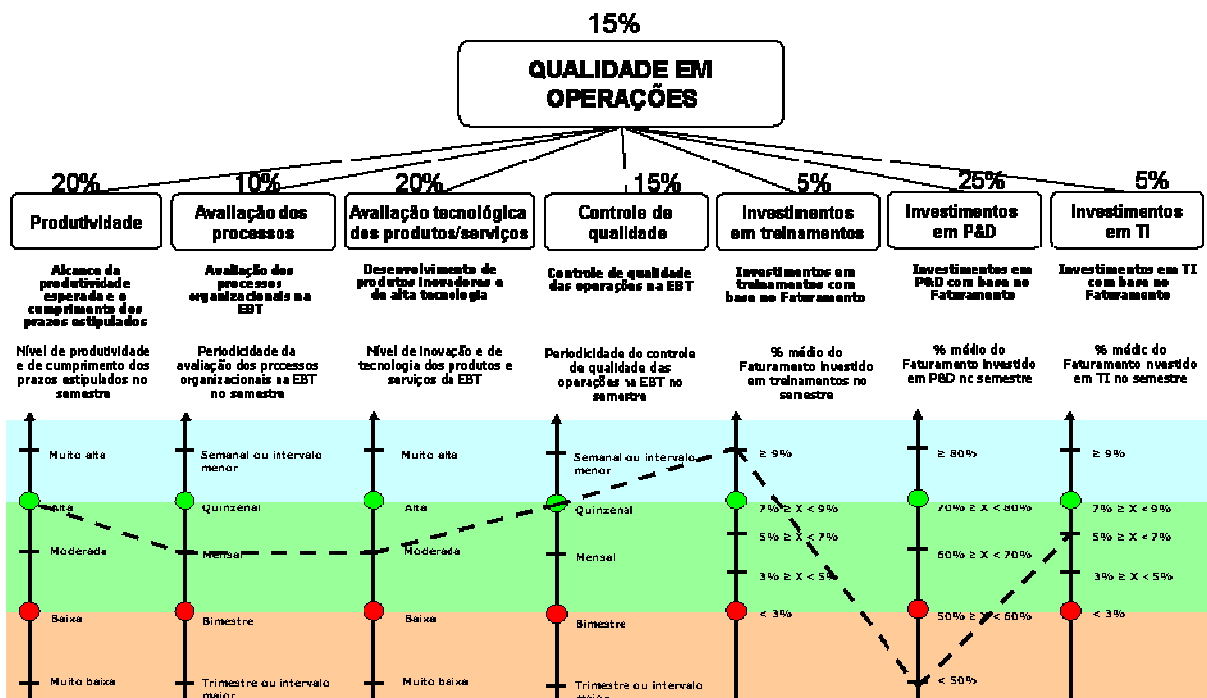 15%
QUALIDADE EM
OPERAÇÕES
20%
10%
20%
15%
5%
25%
5%
Produtividade
Avaliação dos
processos
Avaliação tecnológica
dos produtos/serviços
Controle de
qualidade
Investimentos
em treinamentos
Investimentos
em P&D
Investimentos
em TI
Alcance da
produtividade
esperada e o
cumprimento dos
prazos estipulados
Avaliação dos
processos
organizacionais na
EBT
Desenvolvimento de
produtos inovadores e
de alta tecnologia
Controle de qualidade
das operações na EBT
Investimentos em
treinamentos com
base no Faturamento
Investimentos em
P&D com base no
Faturamento
Investimentos em TI
com base no
Faturamento
Nível de produtividade
e de cumprimento dos
prazos estipulados no
semestre
Periodicidade da
avaliação dos processos
organizacionais na EBT
no semestre
Nível de inovação e de
tecnologia dos produtos e
serviços da EBT
Periodicidade do controle
de qualidade das
operações na EBT no
semestre
% médio do
Faturamento investido
em treinamentos no
semestre
% médio do
Faturamento investido
em P&D no semestre
% médio do
Faturamento investido
em TI no semestre
Muito alta
Alta
Moderada
Baixa
Muito baixa
Semanal ou intervalo
menor
Quinzenal
Mensal
Bimestre
Trimestre ou intervalo
maior
Muito alta
Alta
Moderada
Baixa
Muito baixa
Semanal ou intervalo
menor
Quinzenal
Mensal
Bimestre
Trimestre ou intervalo
≥ 9%
7% ≥ X < 9%
5% ≥ X < 7%
3% ≥ X < 5%
< 3%
≥ 80%
70% ≥ X < 80%
60% ≥ X < 70%
50% ≥ X < 60%
< 50%
≥ 9%
7% ≥ X < 9%
5% ≥ X < 7%
3% ≥ X < 5%
< 3%